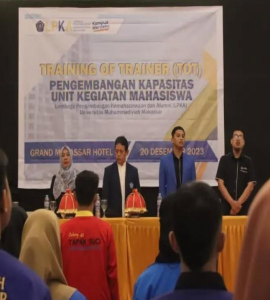 LPKA
TRAINING OF TRAINER (TOT)
PENGEMBANGAN KAPASITAS
UNIT KEGIATAN MAHASISWA
Lembaga Pengembangan Kemahasiswaan dan Alumni (LPKA)
Universitas Muhammadiyah Makassar
GRAND MAKASSAR HOTEL
20 DESEMBER 2023